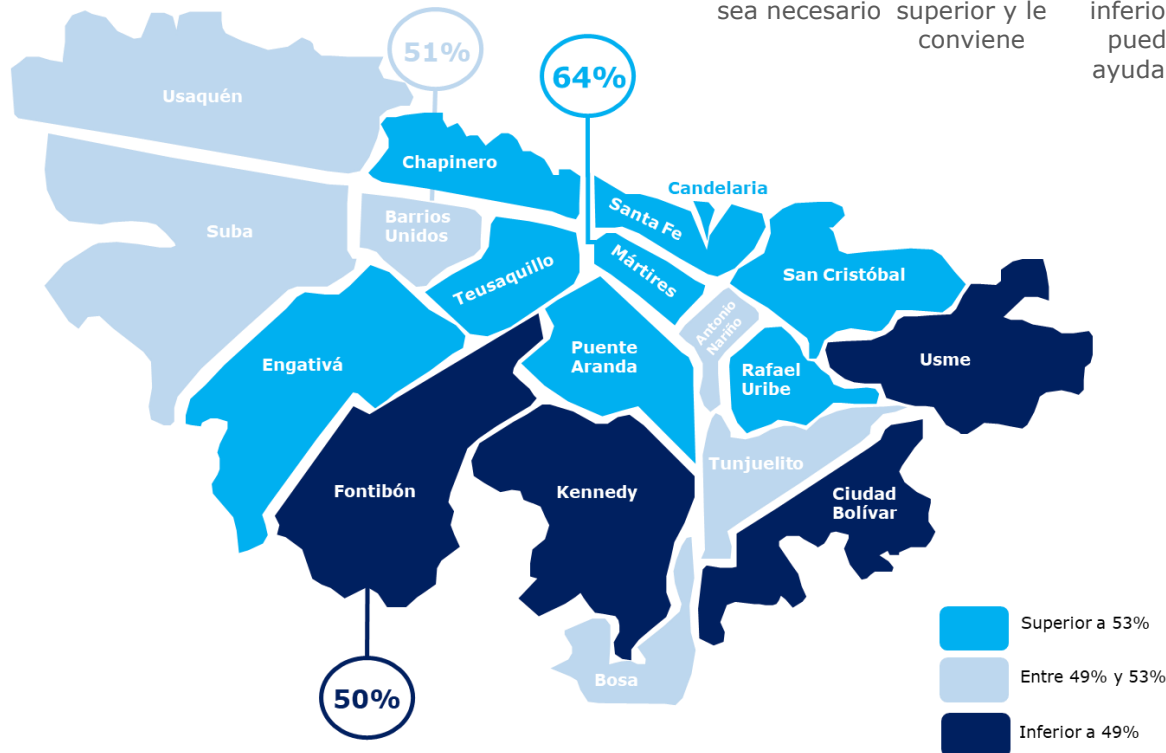 sea necesario superior y le inferio
conviene pued
ayuda
51%
64%
Usaquén
Chapinero
Candelaria
Santa Fe
Barrios
Unidos
Suba
Mártires
San Cristóbal
Teusaquillo
Antonio
Nariño
Engativá
Puente
Aranda
Rafael
Uribe
Usme
Tunjuelito
Fontibón
Kennedy
Ciudad
Bolívar
Bosa
50%
Superior a 53%
Entre 49% y 53%
Inferior a 49%